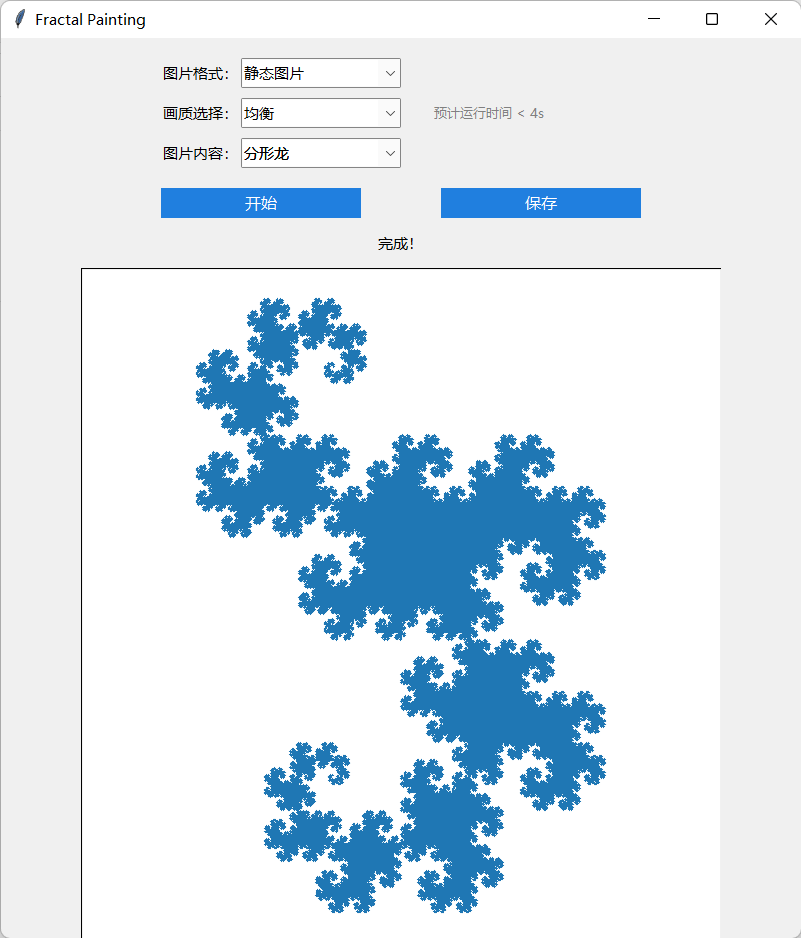 Fractal Painting
图片格式： 静态图片
画质选择： 均衡 预计运行时间 < 4s
图片内容： 分形龙
开始 保存
完成！